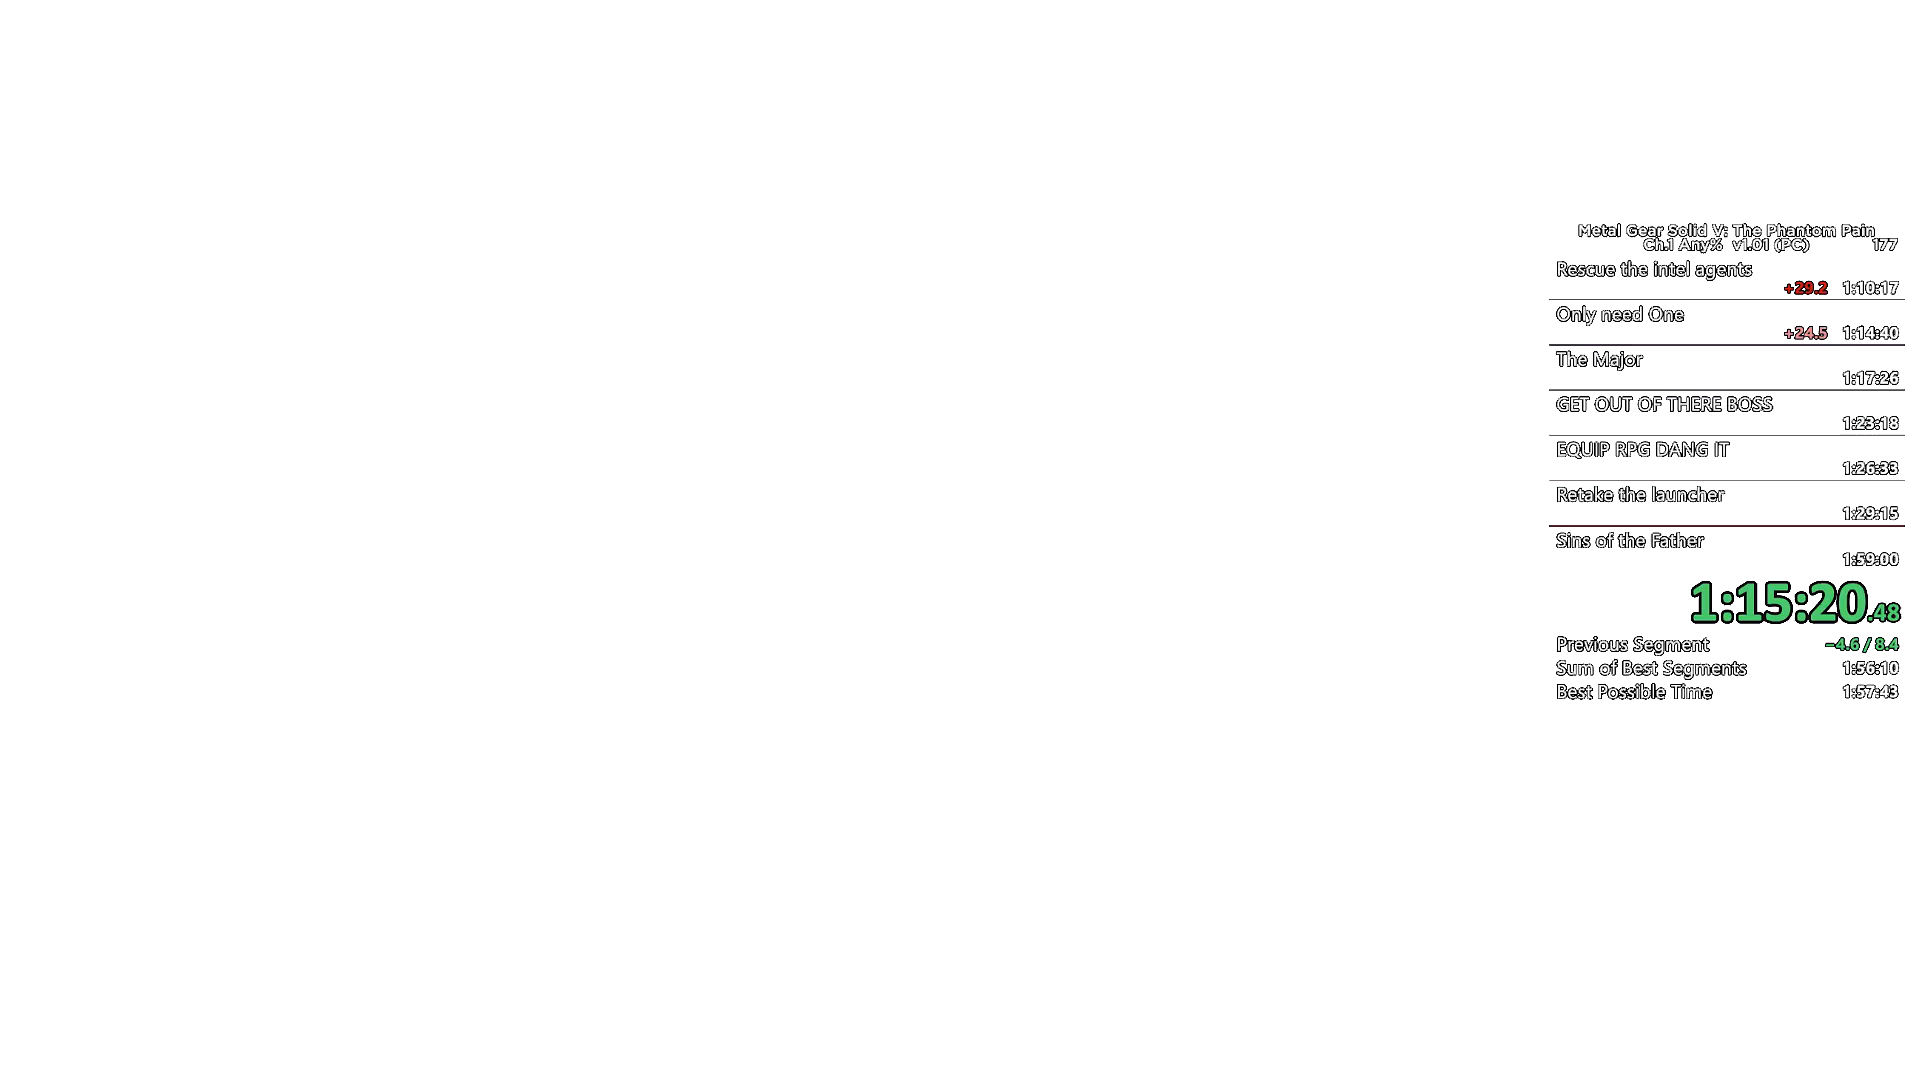 Metal Gear Solid V: The Phantom Pain
Ch.1 Any% v1.01 (PC) 177
Rescue the intel agents
+29.2 1:10:17
Only need One
+24.5 1:14:40
The Major
1:17:26
GET OUT OF THERE BOSS
1:23:18
EQUIP RPG DANG IT
1:26:33
Retake the launcher
1:29:15
Sins of the Father
1:59:00
1:15:20.48
Previous Segment −4.6 / 8.4
Sum of Best Segments 1:56:10
Best Possible Time 1:57:43